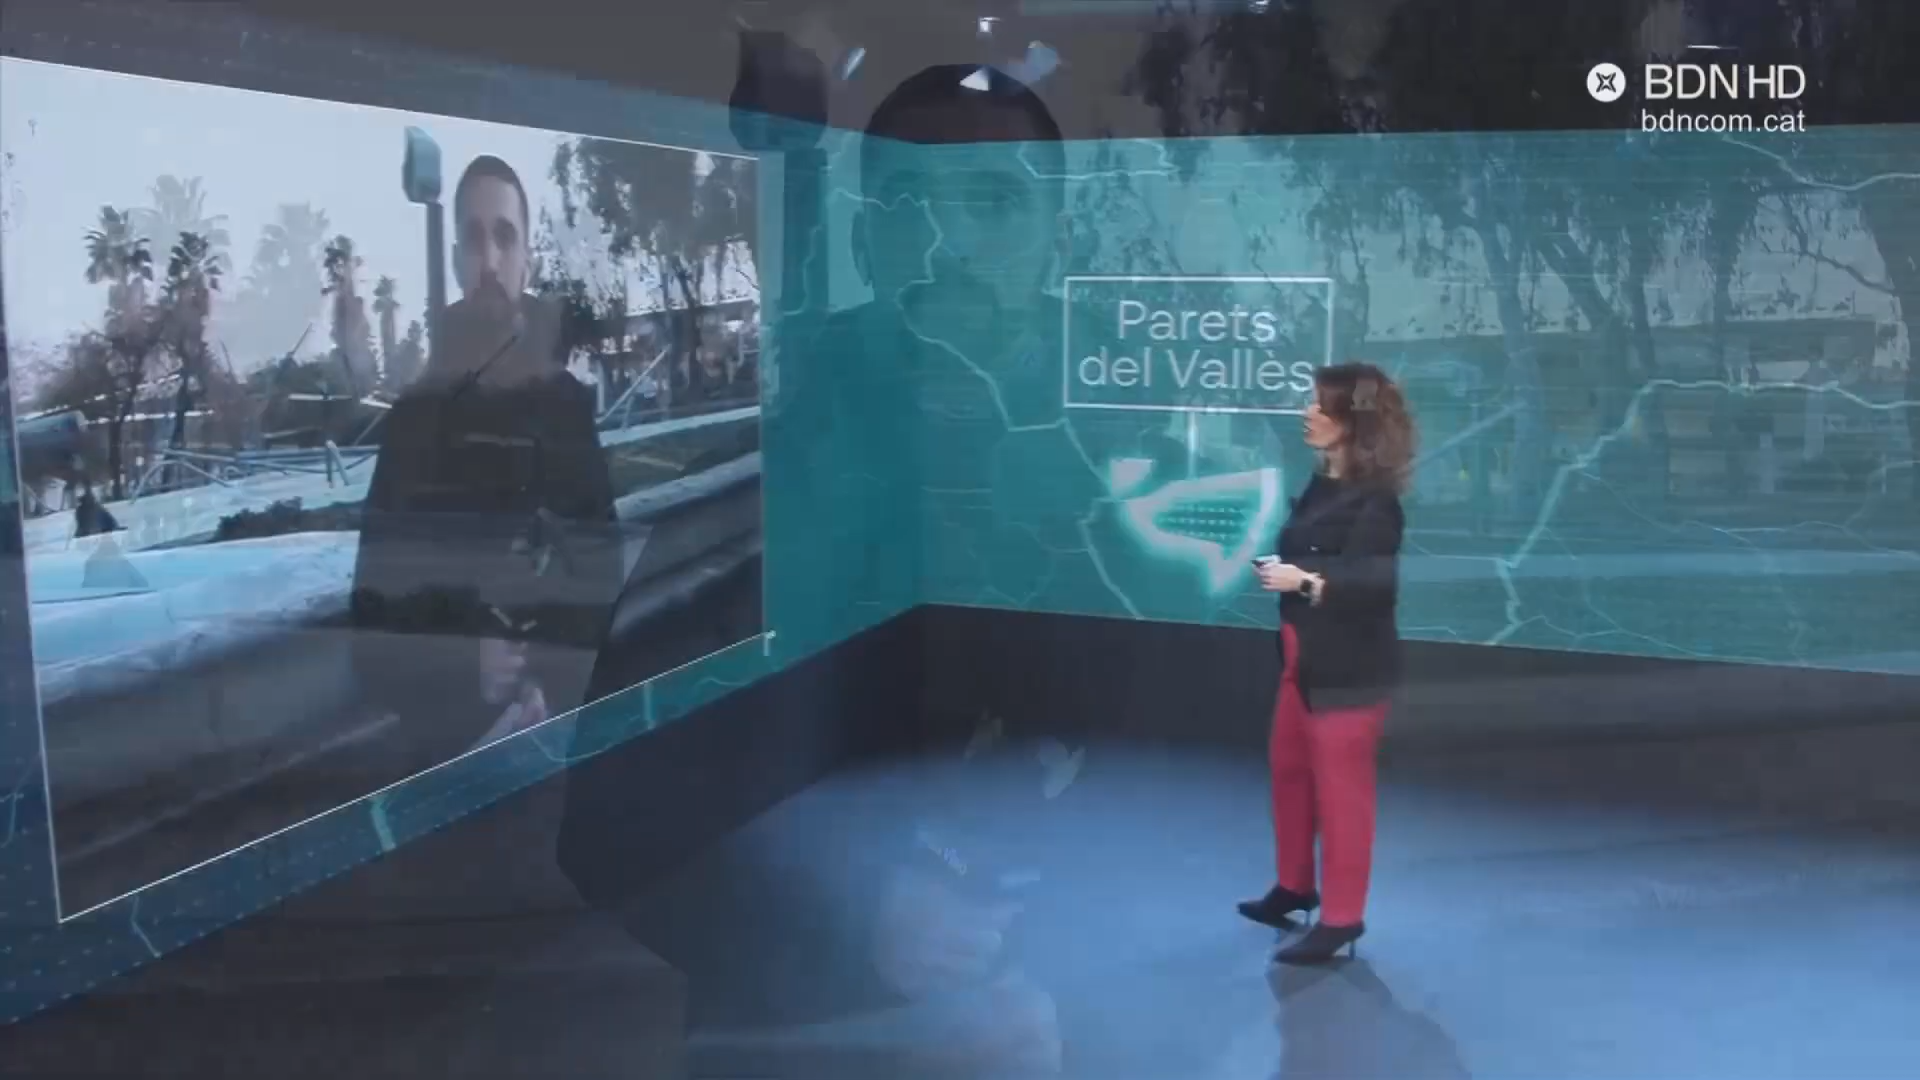 BDN HD
bdncom.cat
Parets
del Vallès